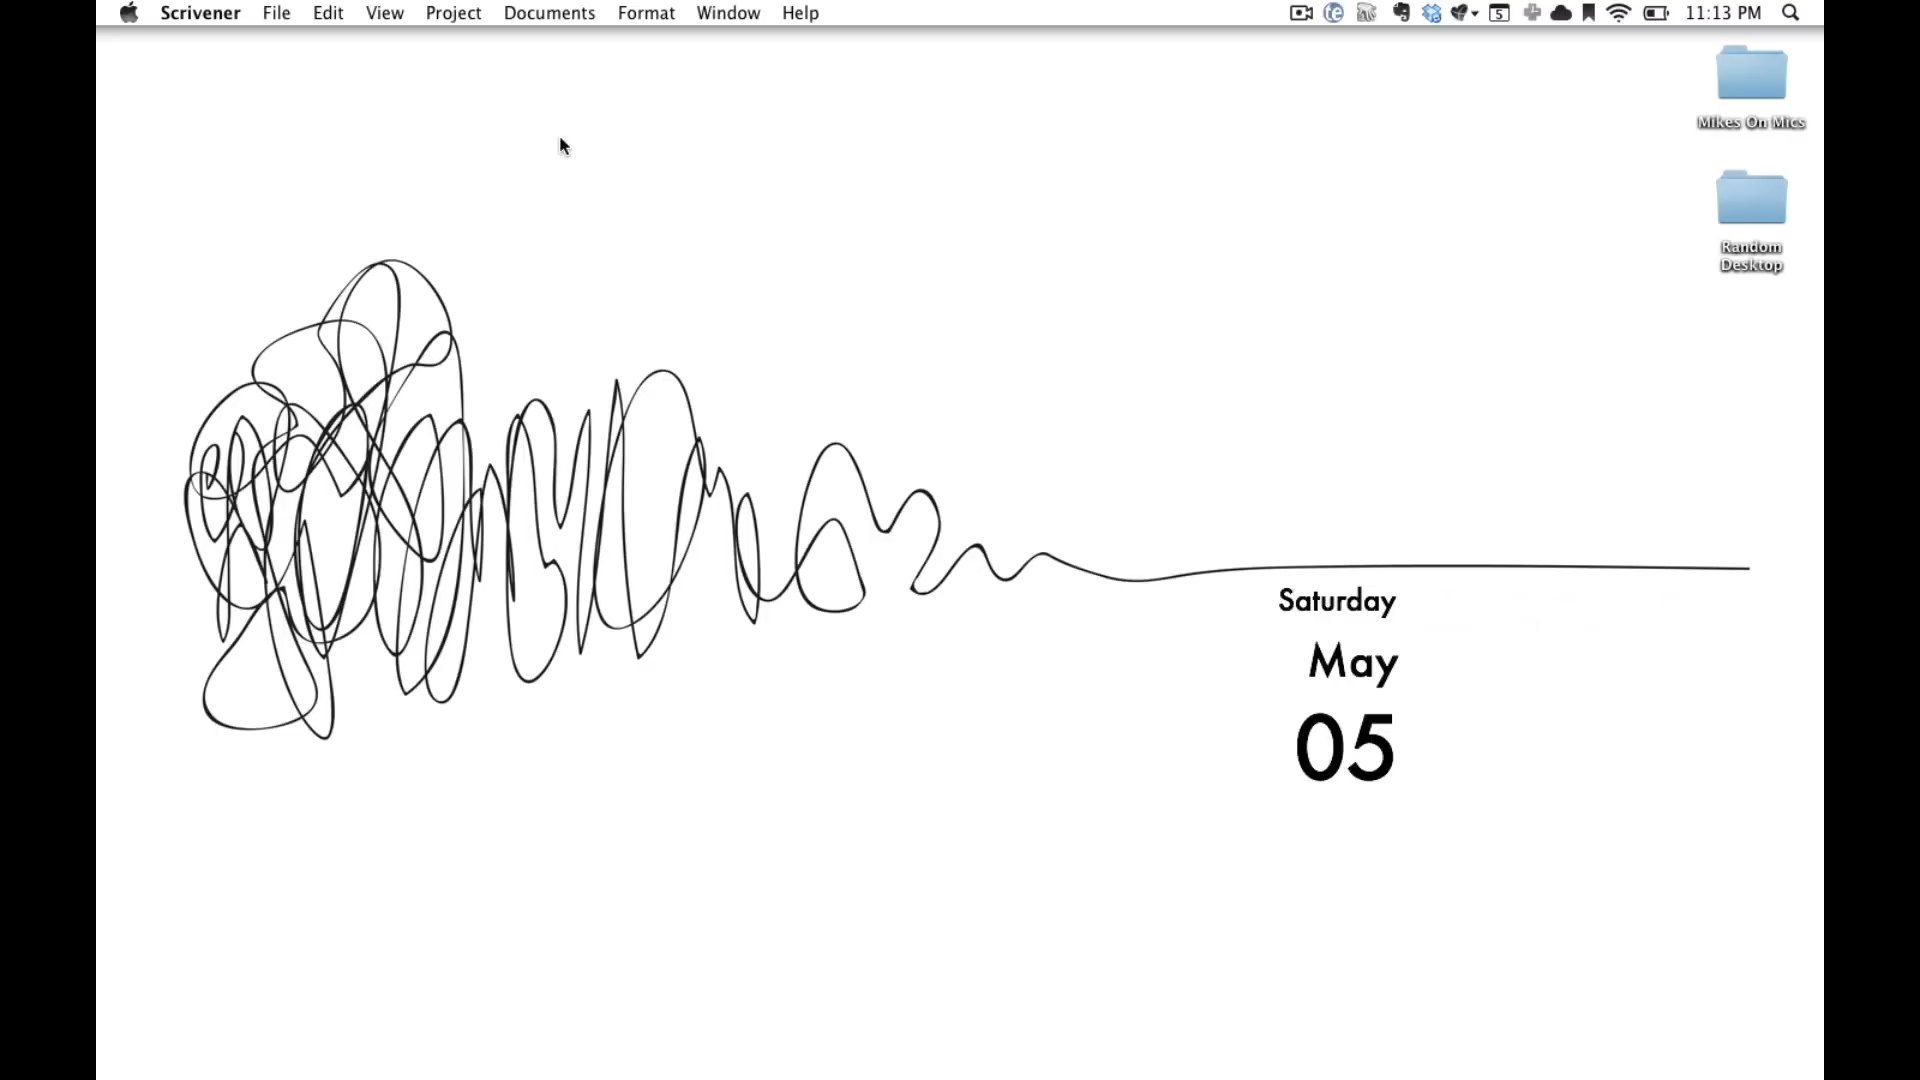 Scrivener File Edit View Project Documents Format Window Help 5 11:13 PM
Mikes On Mics
Random
Desktop
Saturday
May
05